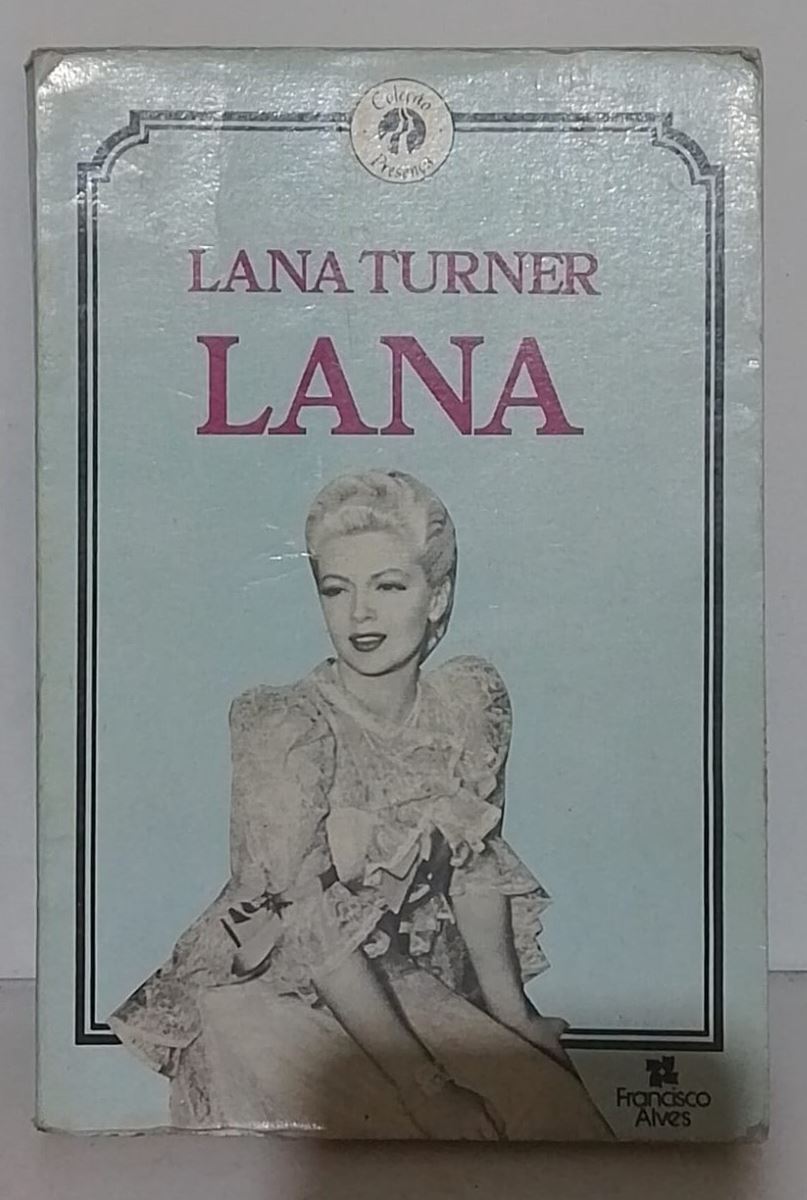 Coleção
Presença
LANA TURNER
LANA
Francisco
Alves